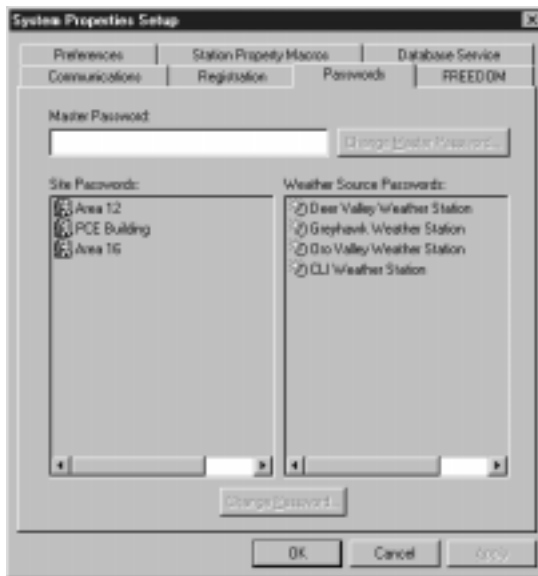 System Properties Setup
Preferences
Station Property Macros
Database Service
Communications
Registration
Passwords
FREEDOM
Master Password:
Change Master Password...
Site Passwords:
Weather Source Passwords:
Area 12
PCE Building
Area 16
Deer Valley Weather Station
Greyhawk Weather Station
Oro Valley Weather Station
CLI Weather Station
Change Password...
OK
Cancel
Apply